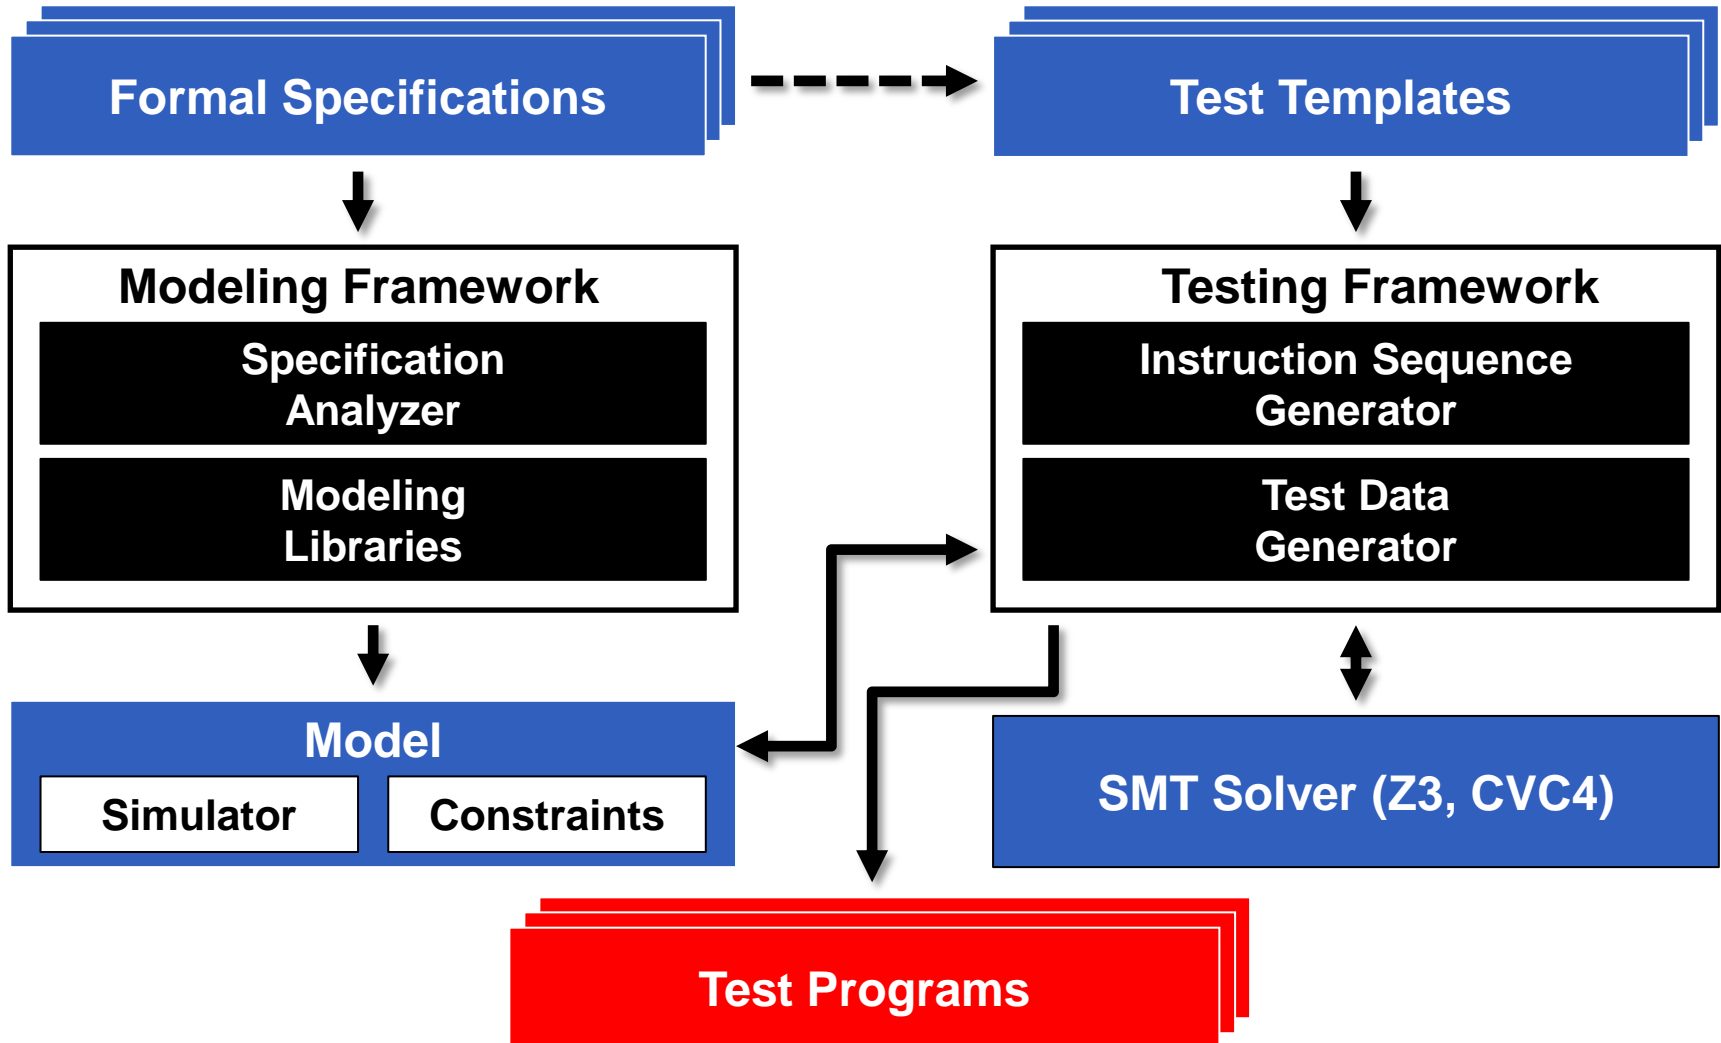 Formal Specifications
Test Templates
Modeling Framework
Specification
Analyzer
Modeling
Libraries
Testing Framework
Instruction Sequence
Generator
Test Data
Generator
Model
Simulator
Constraints
SMT Solver (Z3, CVC4)
Test Programs